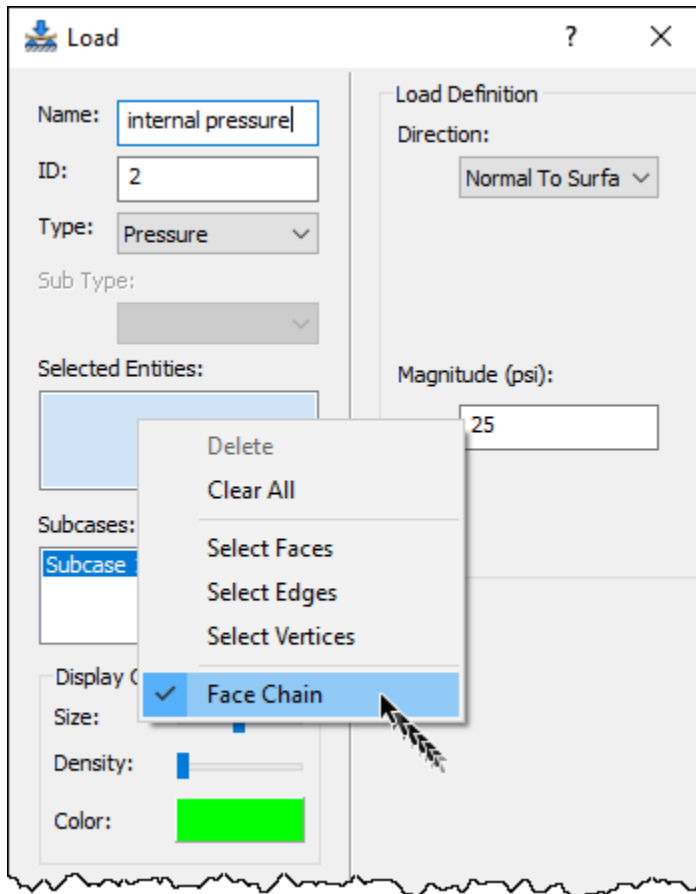 Load
?
Name:
internal pressure
ID:
2
Type:
Pressure
Sub Type:
Selected Entities:
Subcases:
Subcase
Display
Size:
Density:
Color:
Load Definition
Direction:
Normal To Surfa
Magnitude (psi):
25
Delete
Clear All
Select Faces
Select Edges
Select Vertices
Face Chain